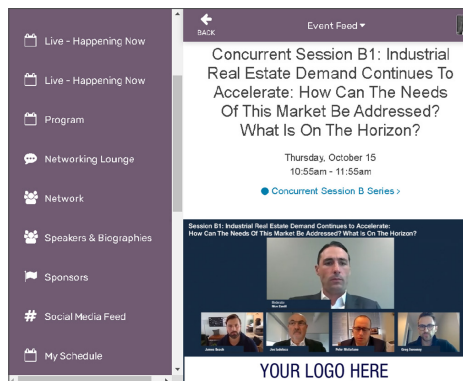 Live - Happening Now
Live - Happening Now
Program
Networking Lounge
Network
Speakers & Biographies
Sponsors
Social Media Feed
My Schedule
BACK
Event Feed
Concurrent Session B1: Industrial
Real Estate Demand Continues To
Accelerate: How Can The Needs
Of This Market Be Addressed?
What Is On The Horizon?
Thursday, October 15
10:55am - 11:55am
Concurrent Session B Series >
Session B1: Industrial Real Estate Demand Continues to Accelerate:
How Can The Needs Of This Market Be Addressed? What Is On The Horizon?
YOUR LOGO HERE